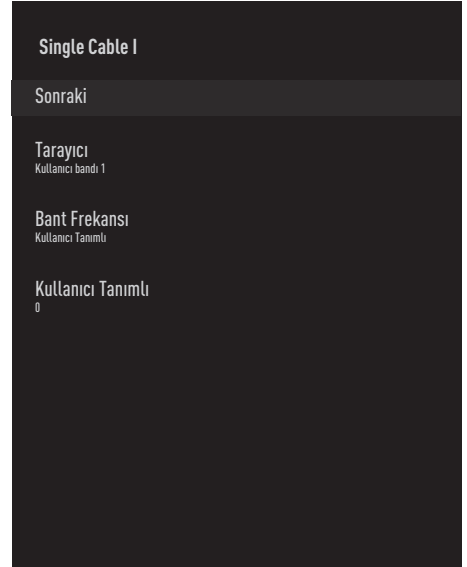 Single Cable I
Sonraki
Tarayıcı
Kullanıcı bandı 1
Bant Frekansı
Kullanıcı Tanımlı
Kullanıcı Tanımlı
0